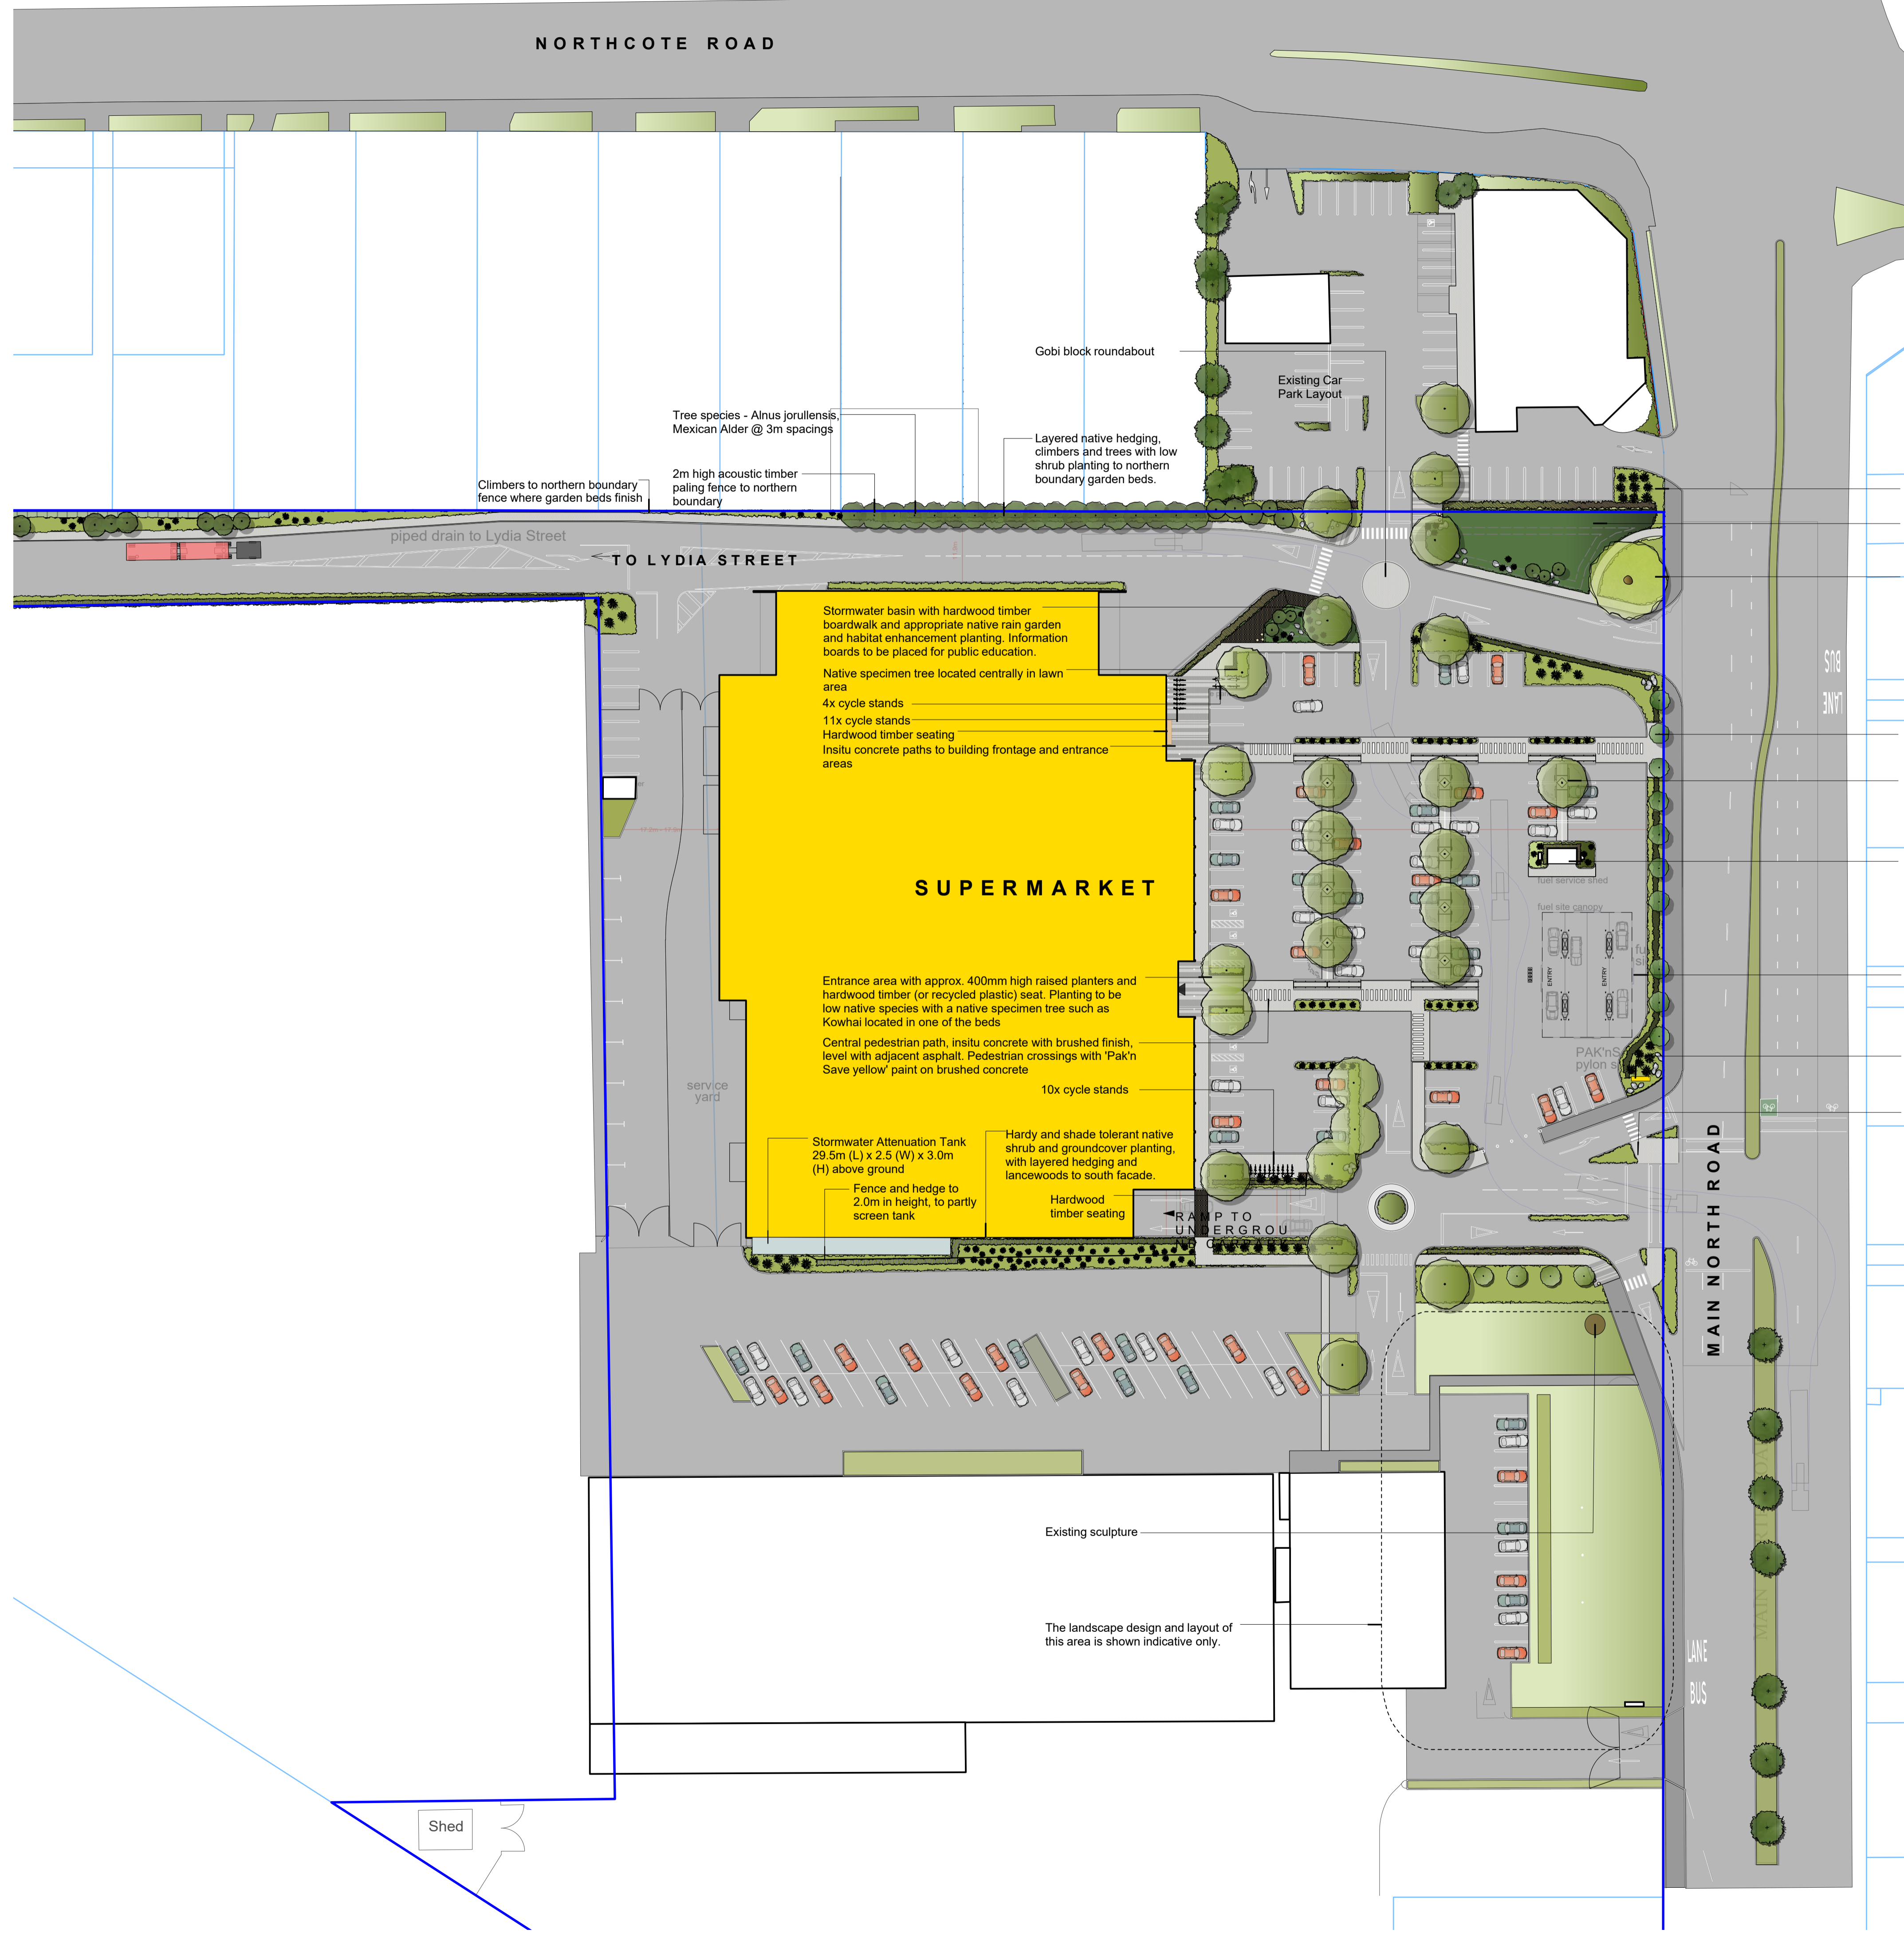 NORTHCOTE ROAD
Gobi block roundabout
Existing Car
Park Layout
Tree species - Alnus jorullensis,
Mexican Alder @ 3m spacings
Layered native hedging,
climbers and trees with low
shrub planting to northern
boundary garden beds.
2m high acoustic timber
paling fence to northern
boundary
Climbers to northern boundary
fence where garden beds finish
piped drain to Lydia Street
TO LYDIA STREET
Stormwater basin with hardwood timber
boardwalk and appropriate native rain garden
and habitat enhancement planting. Information
boards to be placed for public education.
Native specimen tree located centrally in lawn
area
4x cycle stands
11x cycle stands
Hardwood timber seating
Insitu concrete paths to building frontage and entrance
areas
BUS
LANE
SUPERMARKET
fuel service shed
fuel site canopy
ENTRY
ENTRY
Entrance area with approx. 400mm high raised planters and
hardwood timber (or recycled plastic) seat. Planting to be
low native species with a native specimen tree such as
Kowhai located in one of the beds
Central pedestrian path, insitu concrete with brushed finish,
level with adjacent asphalt. Pedestrian crossings with 'Pak'n
Save yellow' paint on brushed concrete
10x cycle stands
PAK'nS
pylon s
service
yard
Stormwater Attenuation Tank
29.5m (L) x 2.5 (W) x 3.0m
(H) above ground
Hardy and shade tolerant native
shrub and groundcover planting,
with layered hedging and
lancewoods to south facade.
Fence and hedge to
2.0m in height, to partly
screen tank
Hardwood
timber seating
RAMP TO
UNDERGROU
ND CARPARK
MAIN NORTH ROAD
Existing sculpture
MAIN NORTH ROAD
The landscape design and layout of
this area is shown indicative only.
LANE
BUS
Shed